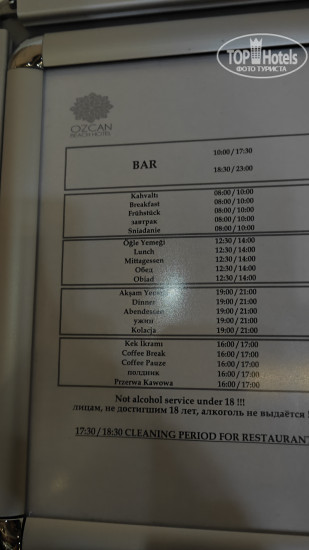 TOP Hotels
ФОТО ТУРИСТА
OZCAN
BEACH HOTEL
BAR 10:00 / 17:30
18:30 / 23:00
Kahvaltı 08:00 / 10:00
Breakfast 08:00 / 10:00
Frühstück 08:00 / 10:00
завтрак 08:00 / 10:00
Sniadanie 08:00 / 10:00
Öğle Yemeği 12:30 / 14:00
Lunch 12:30 / 14:00
Mittagessen 12:30 / 14:00
Обед 12:30 / 14:00
Obiad 12:30 / 14:00
Akşam Yemeği 19:00 / 21:00
Dinner 19:00 / 21:00
Abendessen 19:00 / 21:00
ужин 19:00 / 21:00
Kolacja 19:00 / 21:00
Kek İkramı 16:00 / 17:00
Coffee Break 16:00 / 17:00
Coffee Pauze 16:00 / 17:00
полдник 16:00 / 17:00
Przerwa Kawowa 16:00 / 17:00
Not alcohol service under 18 !!!
лицам, не достигшим 18 лет, алкоголь не выдаётся !
17:30 / 18:30 CLEANING PERIOD FOR RESTAURANT